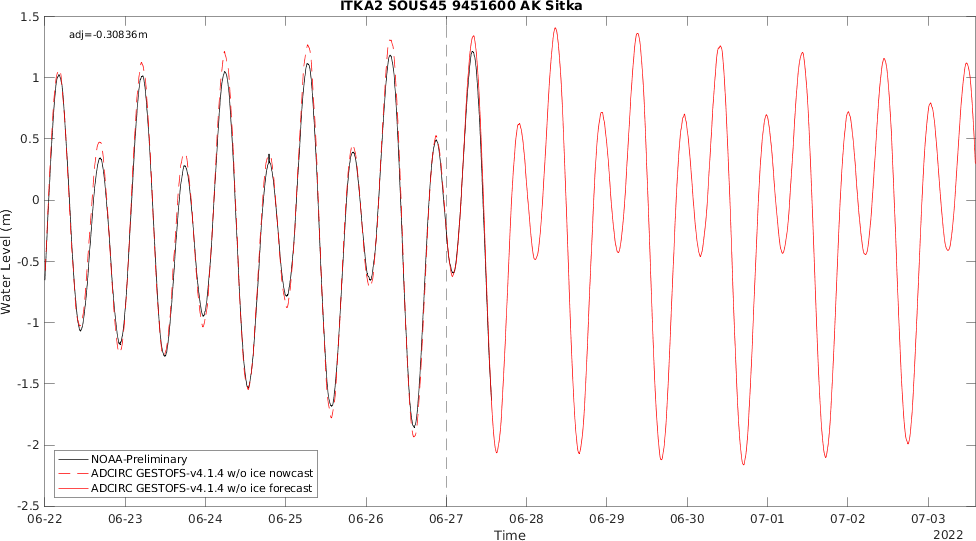 ITKA2 SOUS45 9451600 AK Sitka
adj=-0.30836m
1.5
1
0.5
0
-0.5
-1
-1.5
-2
-2.5
Water Level (m)
NOAA-Preliminary
ADCIRC GESTOFS-v4.1.4 w/o ice nowcast
ADCIRC GESTOFS-v4.1.4 w/o ice forecast
06-22 06-23 06-24 06-25 06-26 06-27 06-28 06-29 06-30 07-01 07-02 07-03
Time
2022